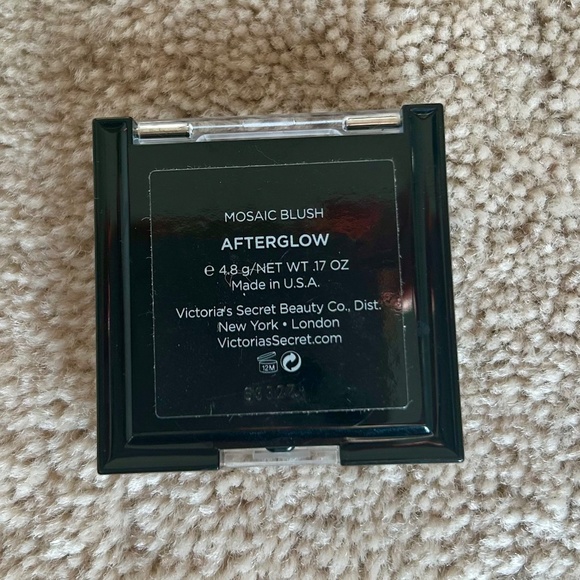 MOSAIC BLUSH
AFTERGLOW
℮ 4.8 g/NET WT .17 OZ
Made in U.S.A.
Victoria's Secret Beauty Co., Dist.
New York • London
VictoriasSecret.com
12M